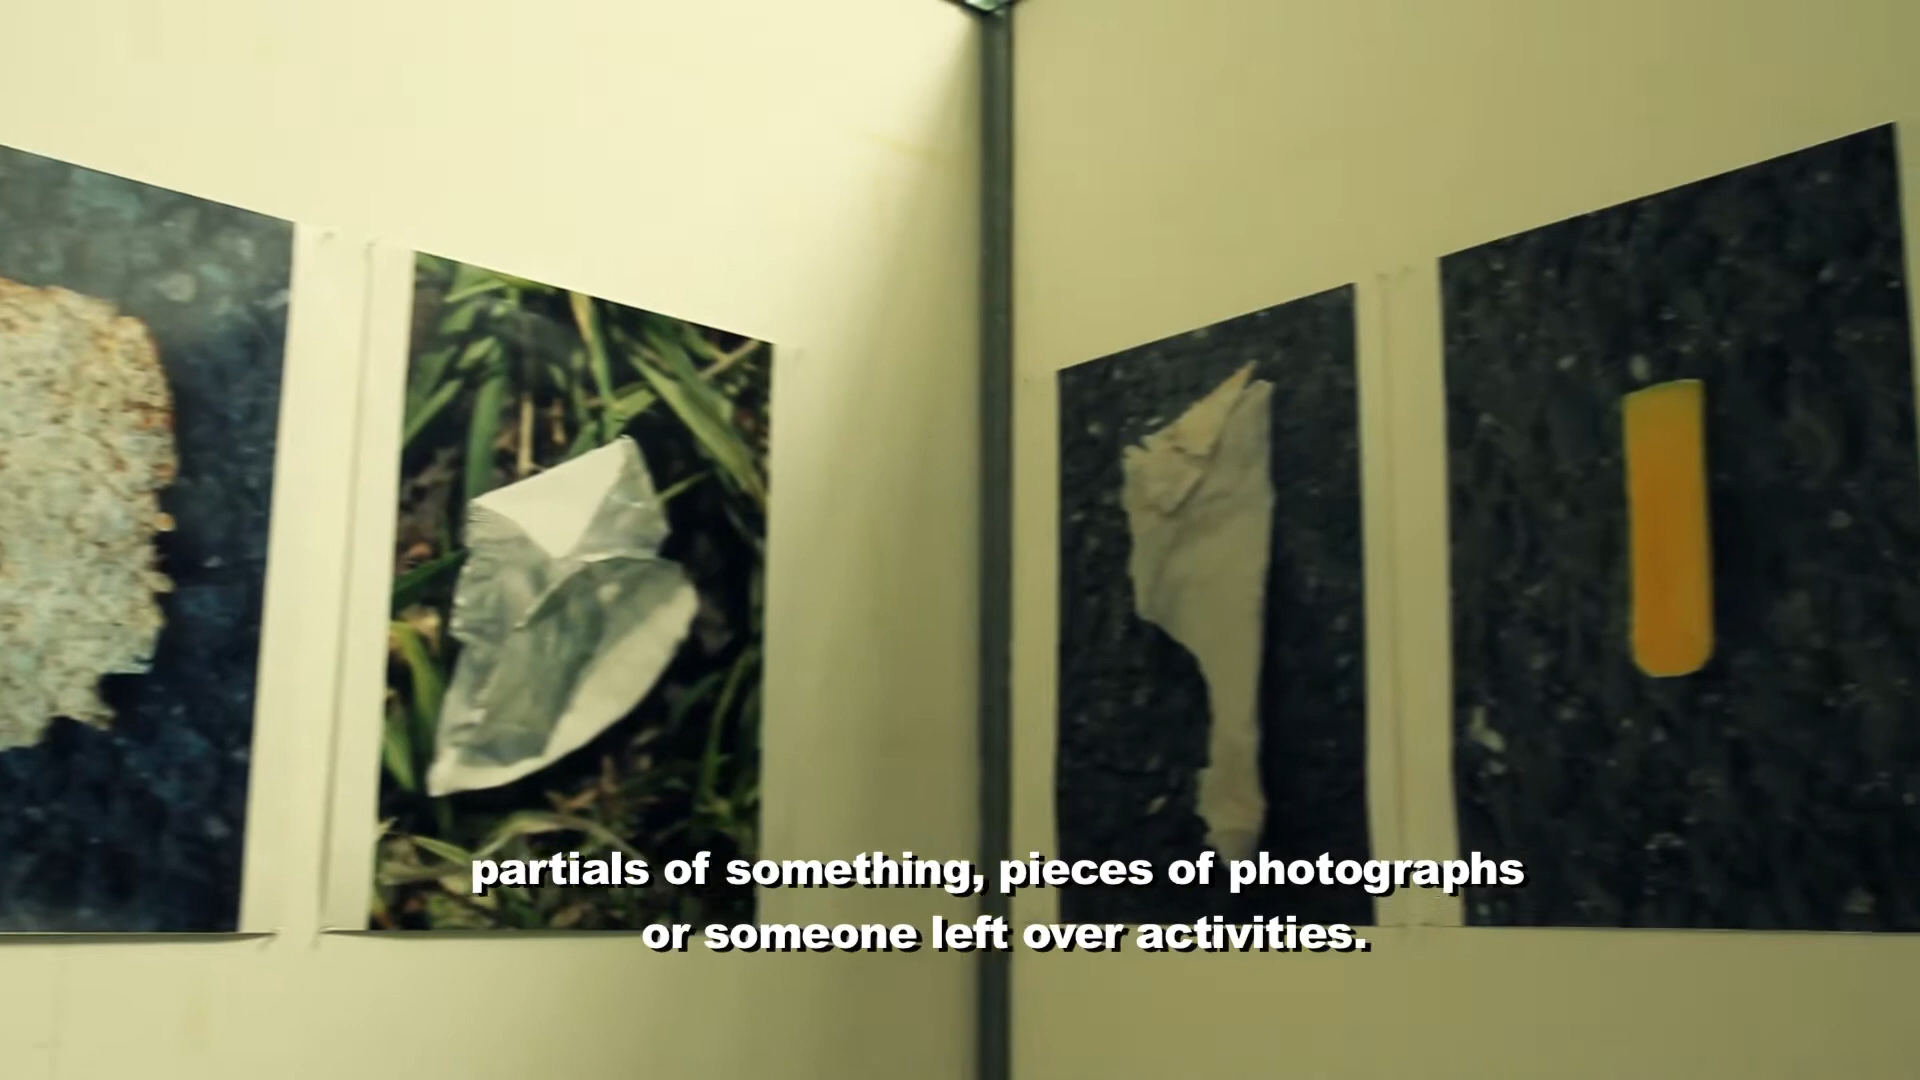 partials of something, pieces of photographs
or someone left over activities.